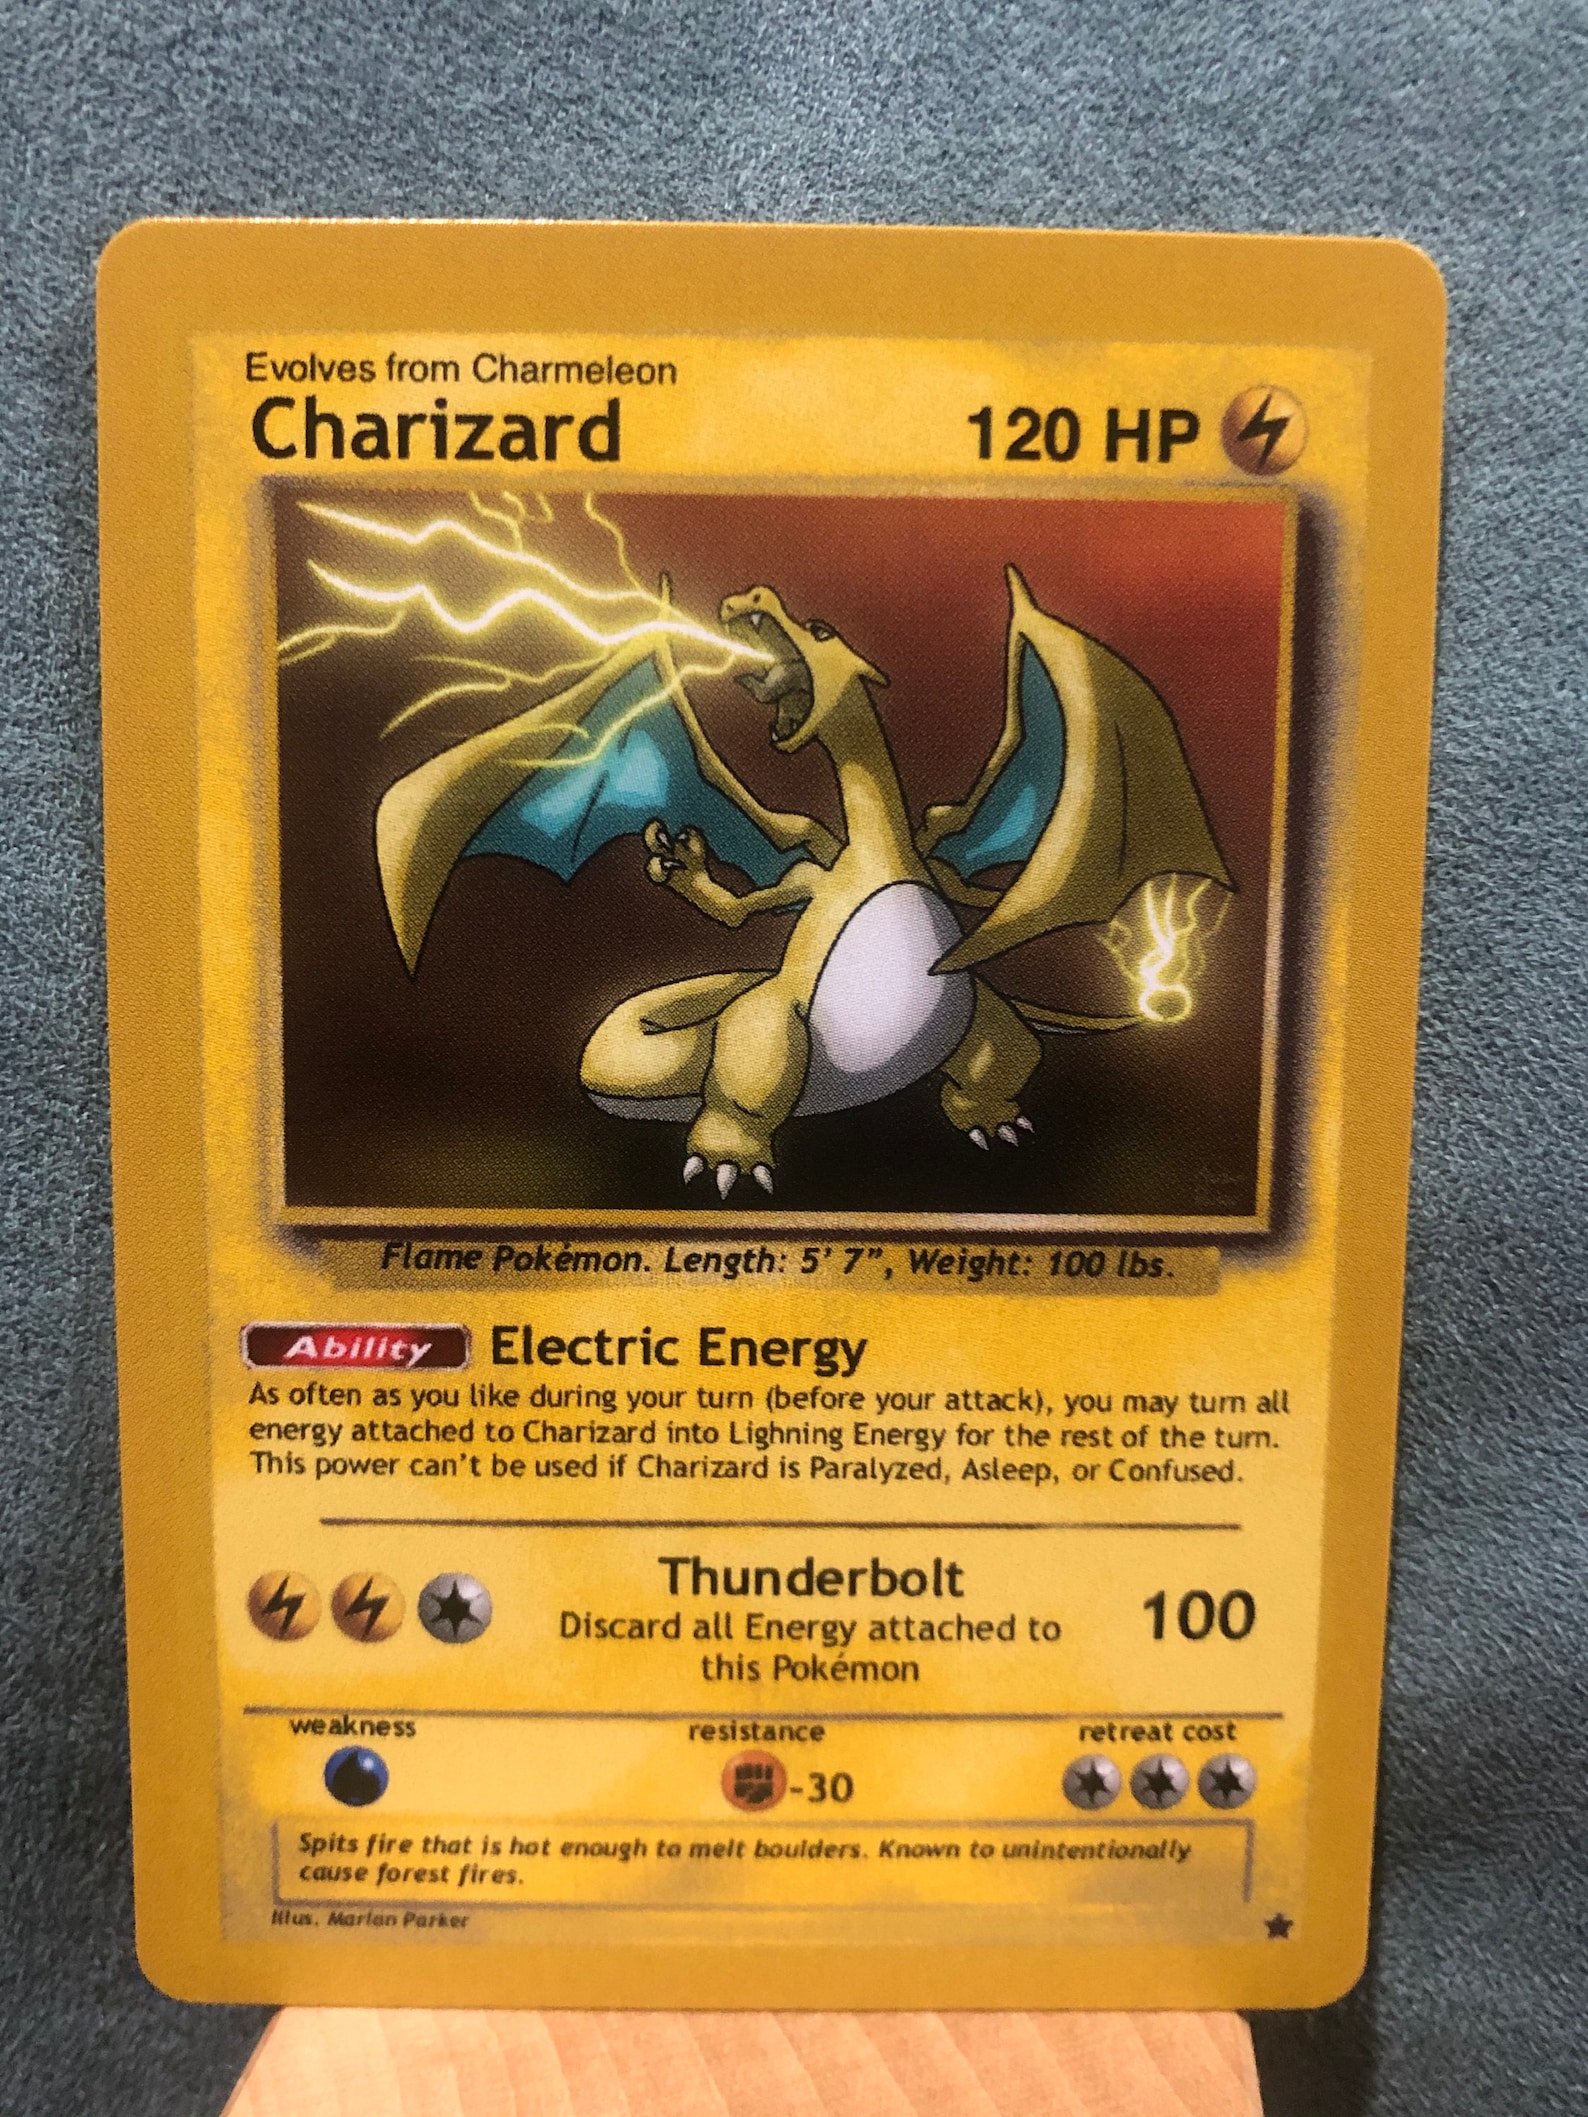 Evolves from Charmeleon
Charizard 120 HP
Flame Pokémon. Length: 5' 7", Weight: 100 lbs.
Ability Electric Energy
As often as you like during your turn (before your attack), you may turn all
energy attached to Charizard into Lighning Energy for the rest of the turn.
This power can't be used if Charizard is Paralyzed, Asleep, or Confused.
Thunderbolt 100
Discard all Energy attached to
this Pokémon
weakness resistance retreat cost
-30
Spits fire that is hot enough to melt boulders. Known to unintentionally
cause forest fires.
Illus. Marian Parker